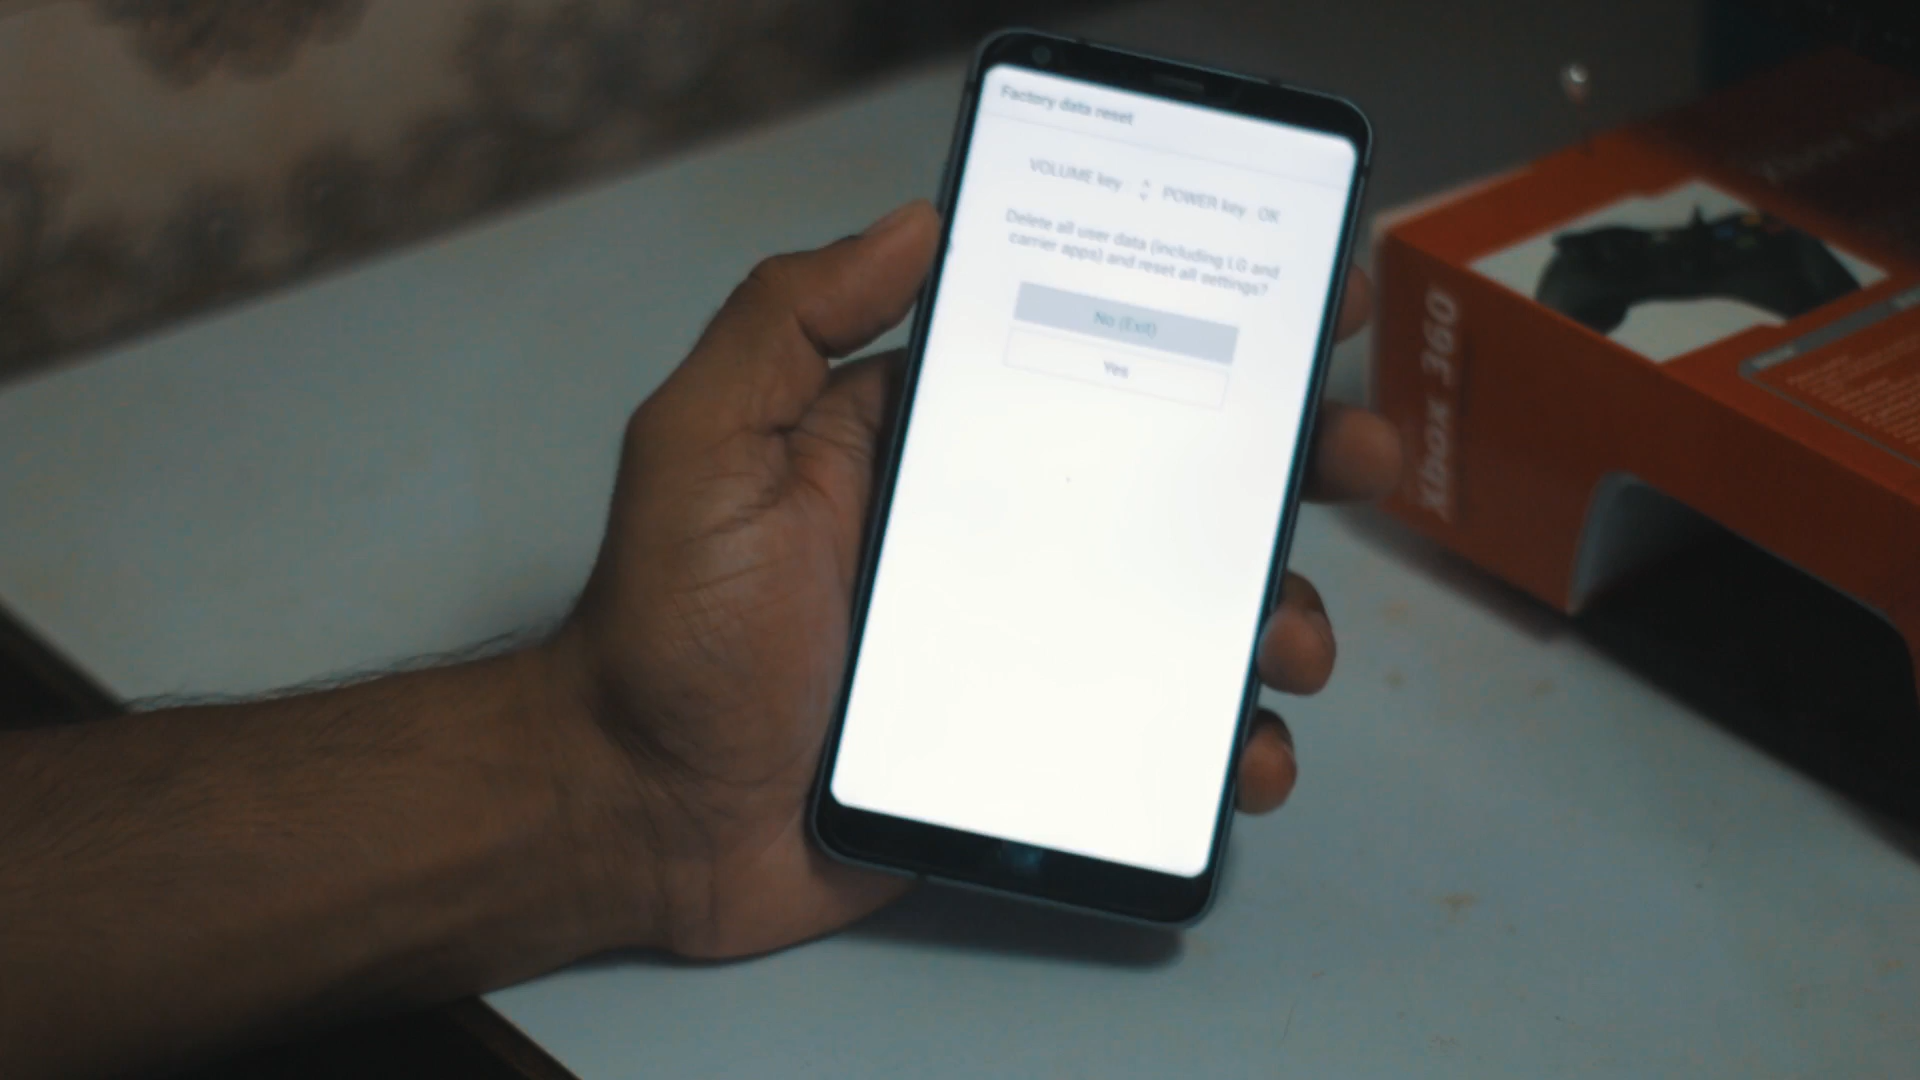 Factory data reset
VOLUME key : POWER key : OK
Delete all user data (including LG and
carrier apps) and reset all settings?
No (Exit)
Yes
Xbox 360